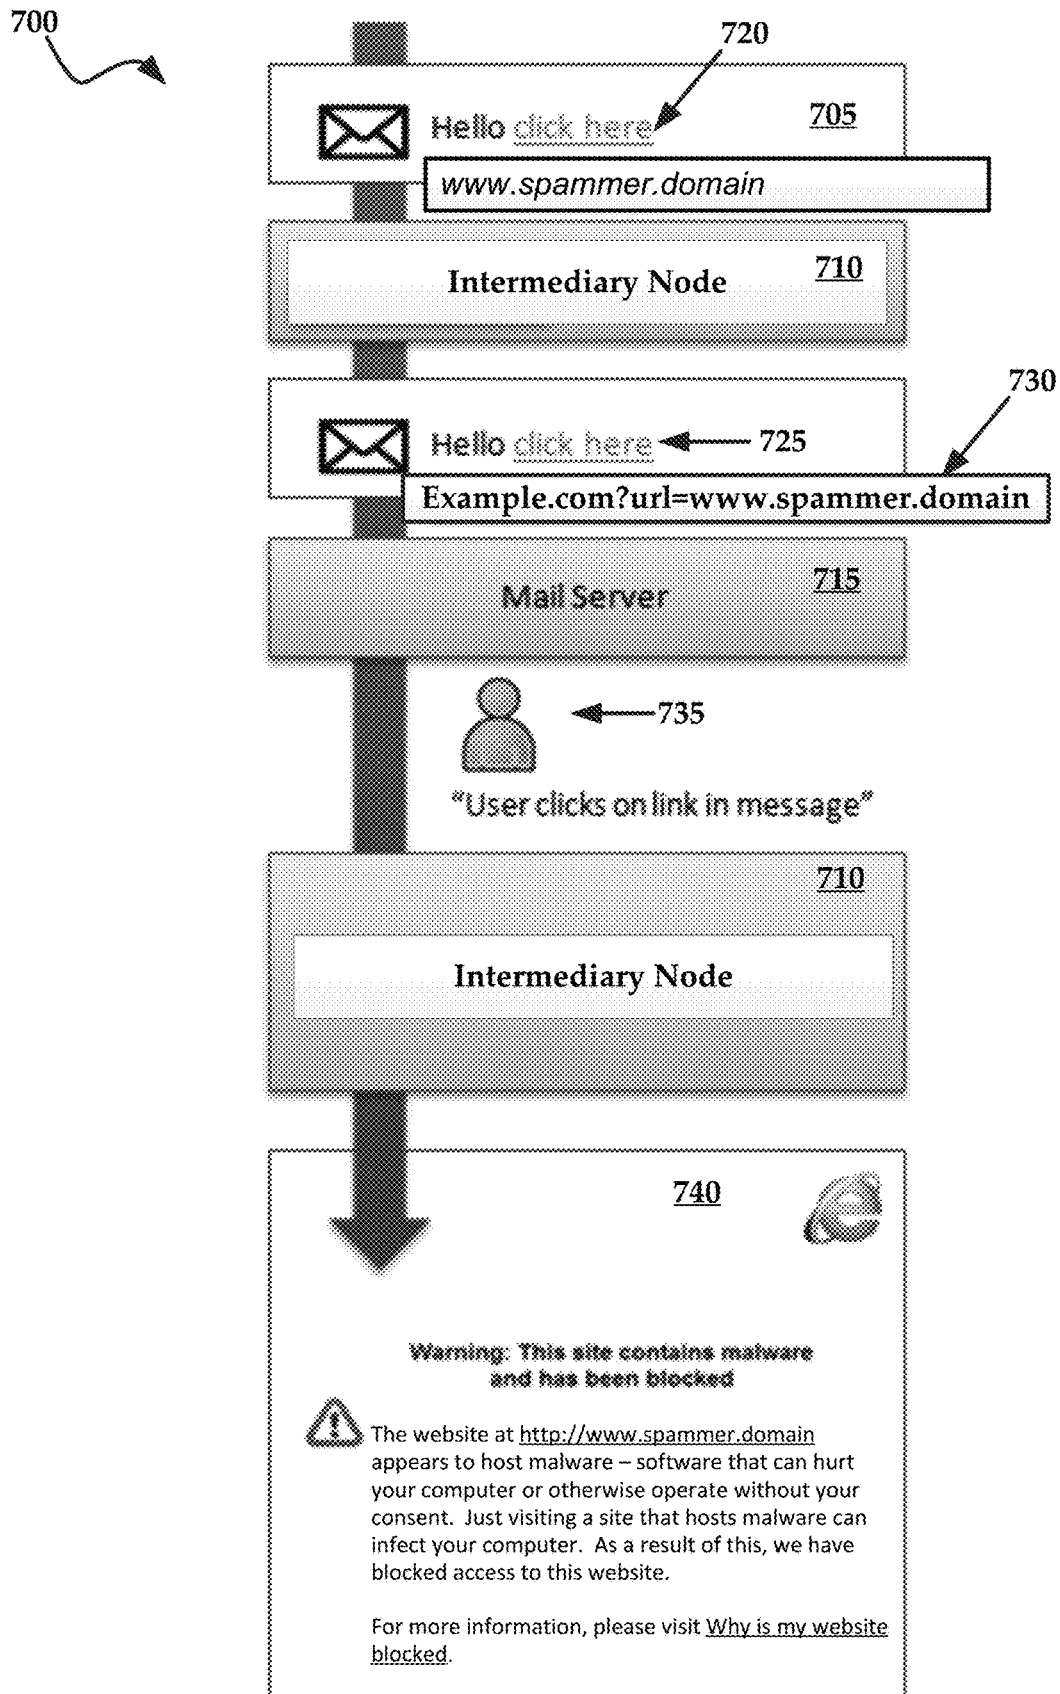 700
720
Hello click here
705
www.spammer.domain
Intermediary Node
710
730
Hello click here
725
Example.com?url=www.spammer.domain
Mail Server
715
735
"User clicks on link in message"
710
Intermediary Node
740
Warning: This site contains malware
and has been blocked
The website at http://www.spammer.domain
appears to host malware – software that can hurt
your computer or otherwise operate without your
consent. Just visiting a site that hosts malware can
infect your computer. As a result of this, we have
blocked access to this website.
For more information, please visit Why is my website
blocked.